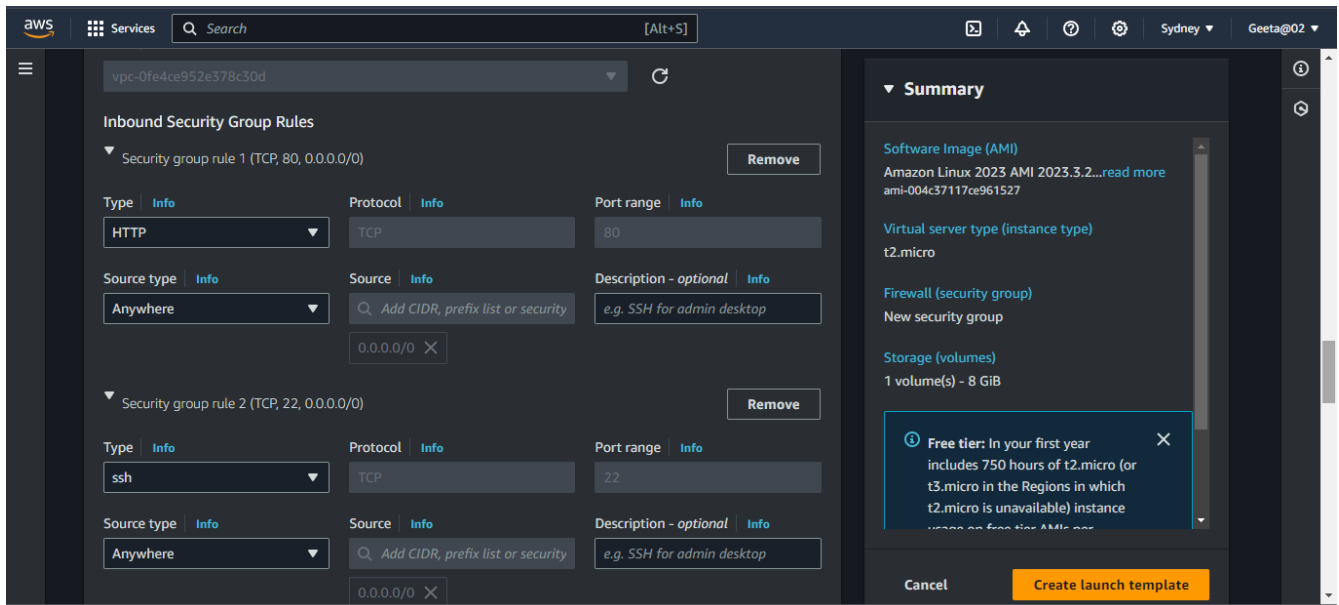 aws Services Search [Alt+S] Sydney Geeta@02
vpc-0fe4ce952e378c30d
Inbound Security Group Rules
Security group rule 1 (TCP, 80, 0.0.0.0/0) Remove
Type Info Protocol Info Port range Info
HTTP TCP 80
Source type Info Source Info Description - optional Info
Anywhere Add CIDR, prefix list or security e.g. SSH for admin desktop
0.0.0.0/0
Security group rule 2 (TCP, 22, 0.0.0.0/0) Remove
Type Info Protocol Info Port range Info
ssh TCP 22
Source type Info Source Info Description - optional Info
Anywhere Add CIDR, prefix list or security e.g. SSH for admin desktop
0.0.0.0/0
Summary
Software Image (AMI)
Amazon Linux 2023 AMI 2023.3.2...read more
ami-004c37117ce961527
Virtual server type (instance type)
t2.micro
Firewall (security group)
New security group
Storage (volumes)
1 volume(s) - 8 GiB
Free tier: In your first year
includes 750 hours of t2.micro (or
t3.micro in the Regions in which
t2.micro is unavailable) instance
usage on free tier AMIs per
Cancel Create launch template